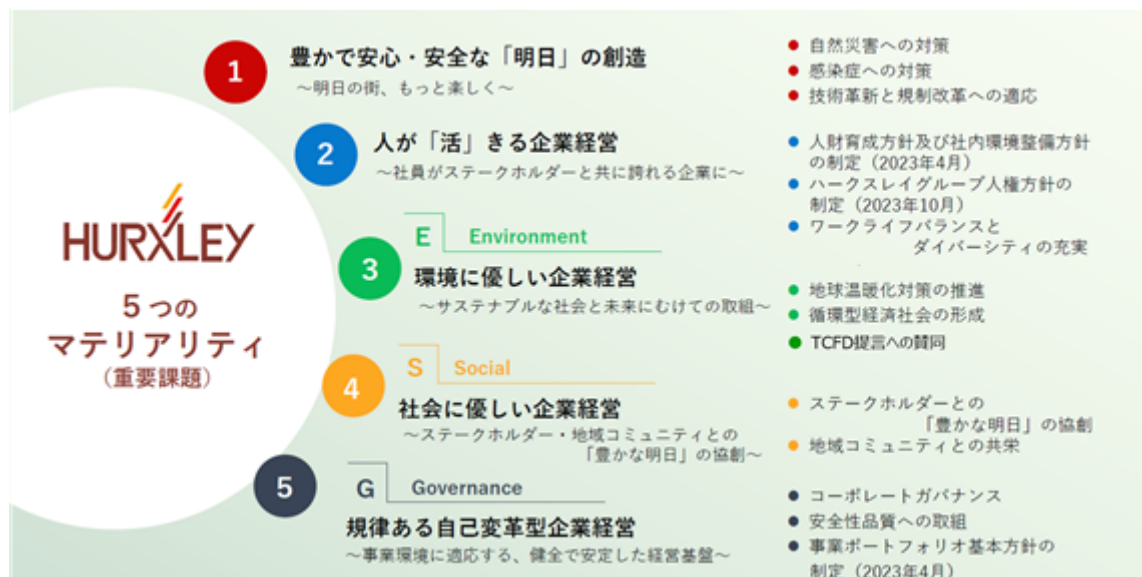 HURXLEY
5つの
マテリアリティ
（重要課題）
1
豊かで安心・安全な「明日」の創造
～明日の街、もっと楽しく～
● 自然災害への対策
● 感染症への対策
● 技術革新と規制改革への適応
2
人が「活」きる企業経営
～社員がステークホルダーと共に誇れる企業に～
● 人財育成方針及び社内環境整備方針
の制定（2023年4月）
● ハークスレイグループ人権方針の
制定（2023年10月）
● ワークライフバランスと
ダイバーシティの充実
3
E Environment
環境に優しい企業経営
～サステナブルな社会と未来にむけての取組～
● 地球温暖化対策の推進
● 循環型経済社会の形成
● TCFD提言への賛同
4
S Social
社会に優しい企業経営
～ステークホルダー・地域コミュニティとの
「豊かな明日」の協創～
● ステークホルダーとの
「豊かな明日」の協創
● 地域コミュニティとの共栄
5
G Governance
規律ある自己変革型企業経営
～事業環境に適応する、健全で安定した経営基盤～
● コーポレートガバナンス
● 安全性品質への取組
● 事業ポートフォリオ基本方針の
制定（2023年4月）